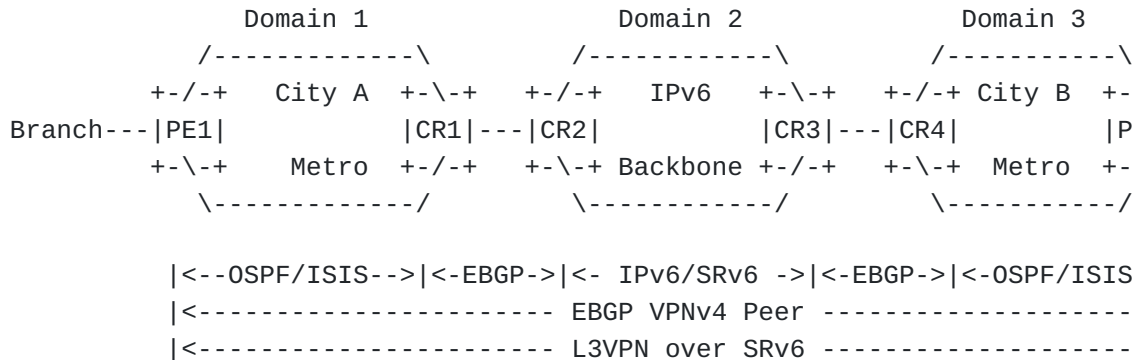 Domain 1                Domain 2               Domain 3
             /-------------\          /------------\          /-----------\
          +-/-+   City A  +-\-+    +-/-+   IPv6   +-\-+    +-/-+ City B  +-
Branch---|PE1|            |CR1|---|CR2|           |CR3|---|CR4|          |P
          +-\-+    Metro  +-/-+    +-\-+ Backbone +-/-+    +-\-+  Metro  +-
             \-------------/          \------------/          \-----------/
           |<--OSPF/ISIS-->|<-EBGP->|<- IPv6/SRv6 ->|<-EBGP->|<-OSPF/ISIS
           |<----------------------- EBGP VPNv4 Peer --------------------
           |<----------------------- L3VPN over SRv6 --------------------